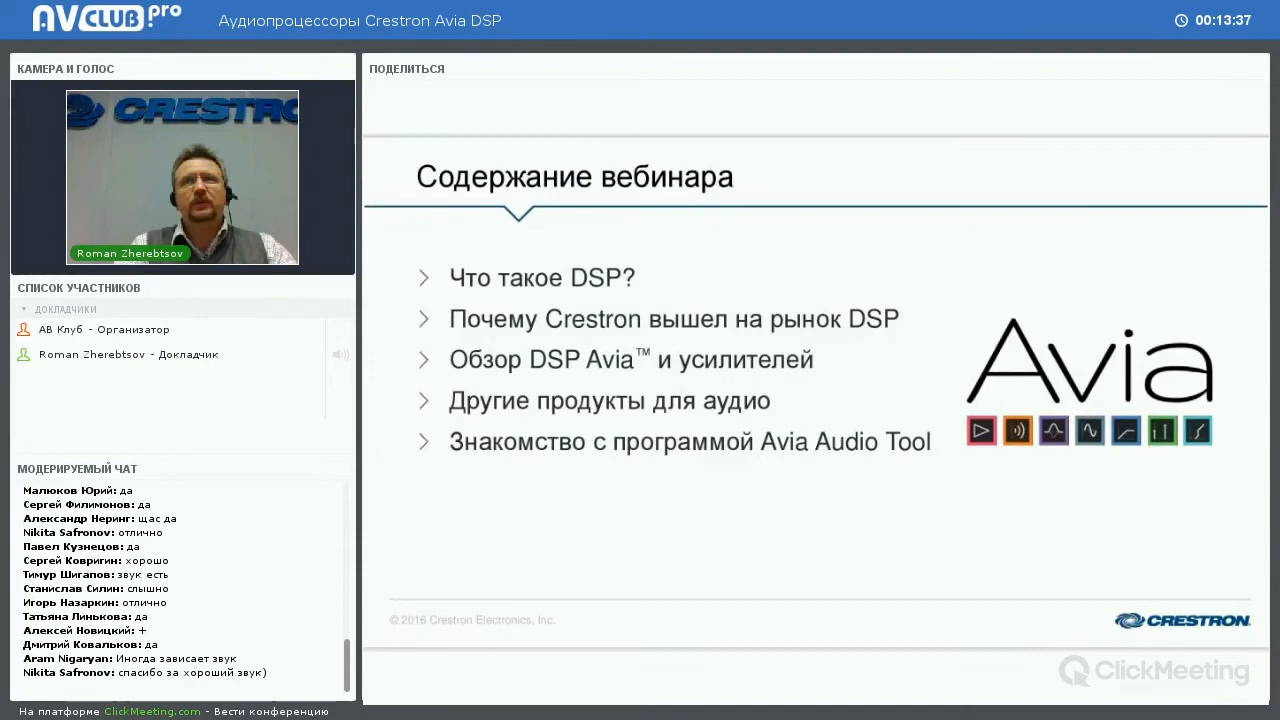 AVCLUB.pro
Аудиопроцессоры Crestron Avia DSP
00:13:37
КАМЕРА И ГОЛОС
CRESTRO
Roman Zherebtsov
СПИСОК УЧАСТНИКОВ
ДОКЛАДЧИКИ
АВ Клуб - Организатор
Roman Zherebtsov - Докладчик
МОДЕРИРУЕМЫЙ ЧАТ
Малюков Юрий: да
Сергей Филимонов: да
Александр Неринг: щас да
Nikita Safronov: отлично
Павел Кузнецов: да
Сергей Ковригин: хорошо
Тимур Шигапов: звук есть
Станислав Силин: слышно
Игорь Назаркин: отлично
Татьяна Линькова: да
Алексей Новицкий: +
Дмитрий Ковальков: да
Aram Nigaryan: Иногда зависает звук
Nikita Safronov: спасибо за хороший звук)
На платформе ClickMeeting.com - Вести конференцию
ПОДЕЛИТЬСЯ
Содержание вебинара
Что такое DSP?
Почему Crestron вышел на рынок DSP
Обзор DSP Avia™ и усилителей
Другие продукты для аудио
Знакомство с программой Avia Audio Tool
Avia
© 2016 Crestron Electronics, Inc.
CRESTRON
ClickMeeting